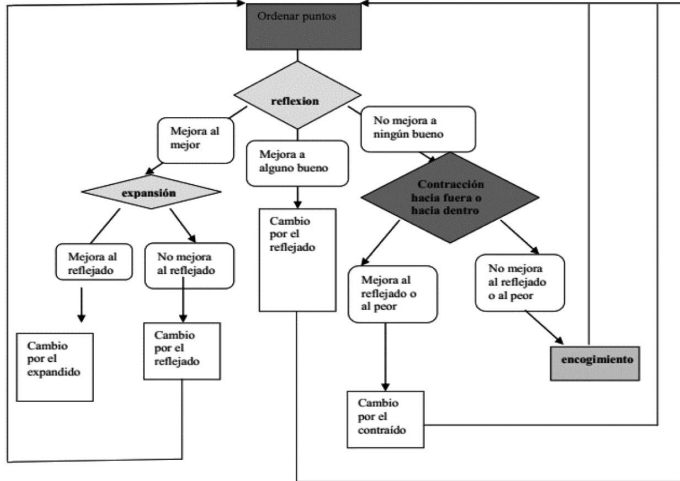 Ordenar puntos
reflexion
Mejora al
mejor
Mejora a
alguno bueno
No mejora a
ningún bueno
expansión
Contracción
hacia fuera o
hacia dentro
Cambio
por el
reflejado
Mejora al
reflejado
No mejora
al reflejado
Mejora al
reflejado o
al peor
No mejora
al reflejado
o al peor
Cambio
por el
expandido
Cambio
por el
reflejado
encogimiento
Cambio
por el
contraído